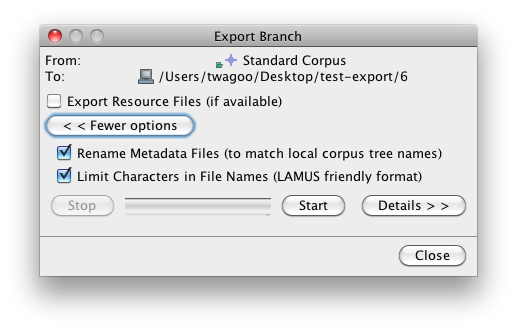 Export Branch
From: Standard Corpus
To: /Users/twagoo/Desktop/test-export/6
Export Resource Files (if available)
< < Fewer options
Rename Metadata Files (to match local corpus tree names)
Limit Characters in File Names (LAMUS friendly format)
Stop Start Details > >
Close